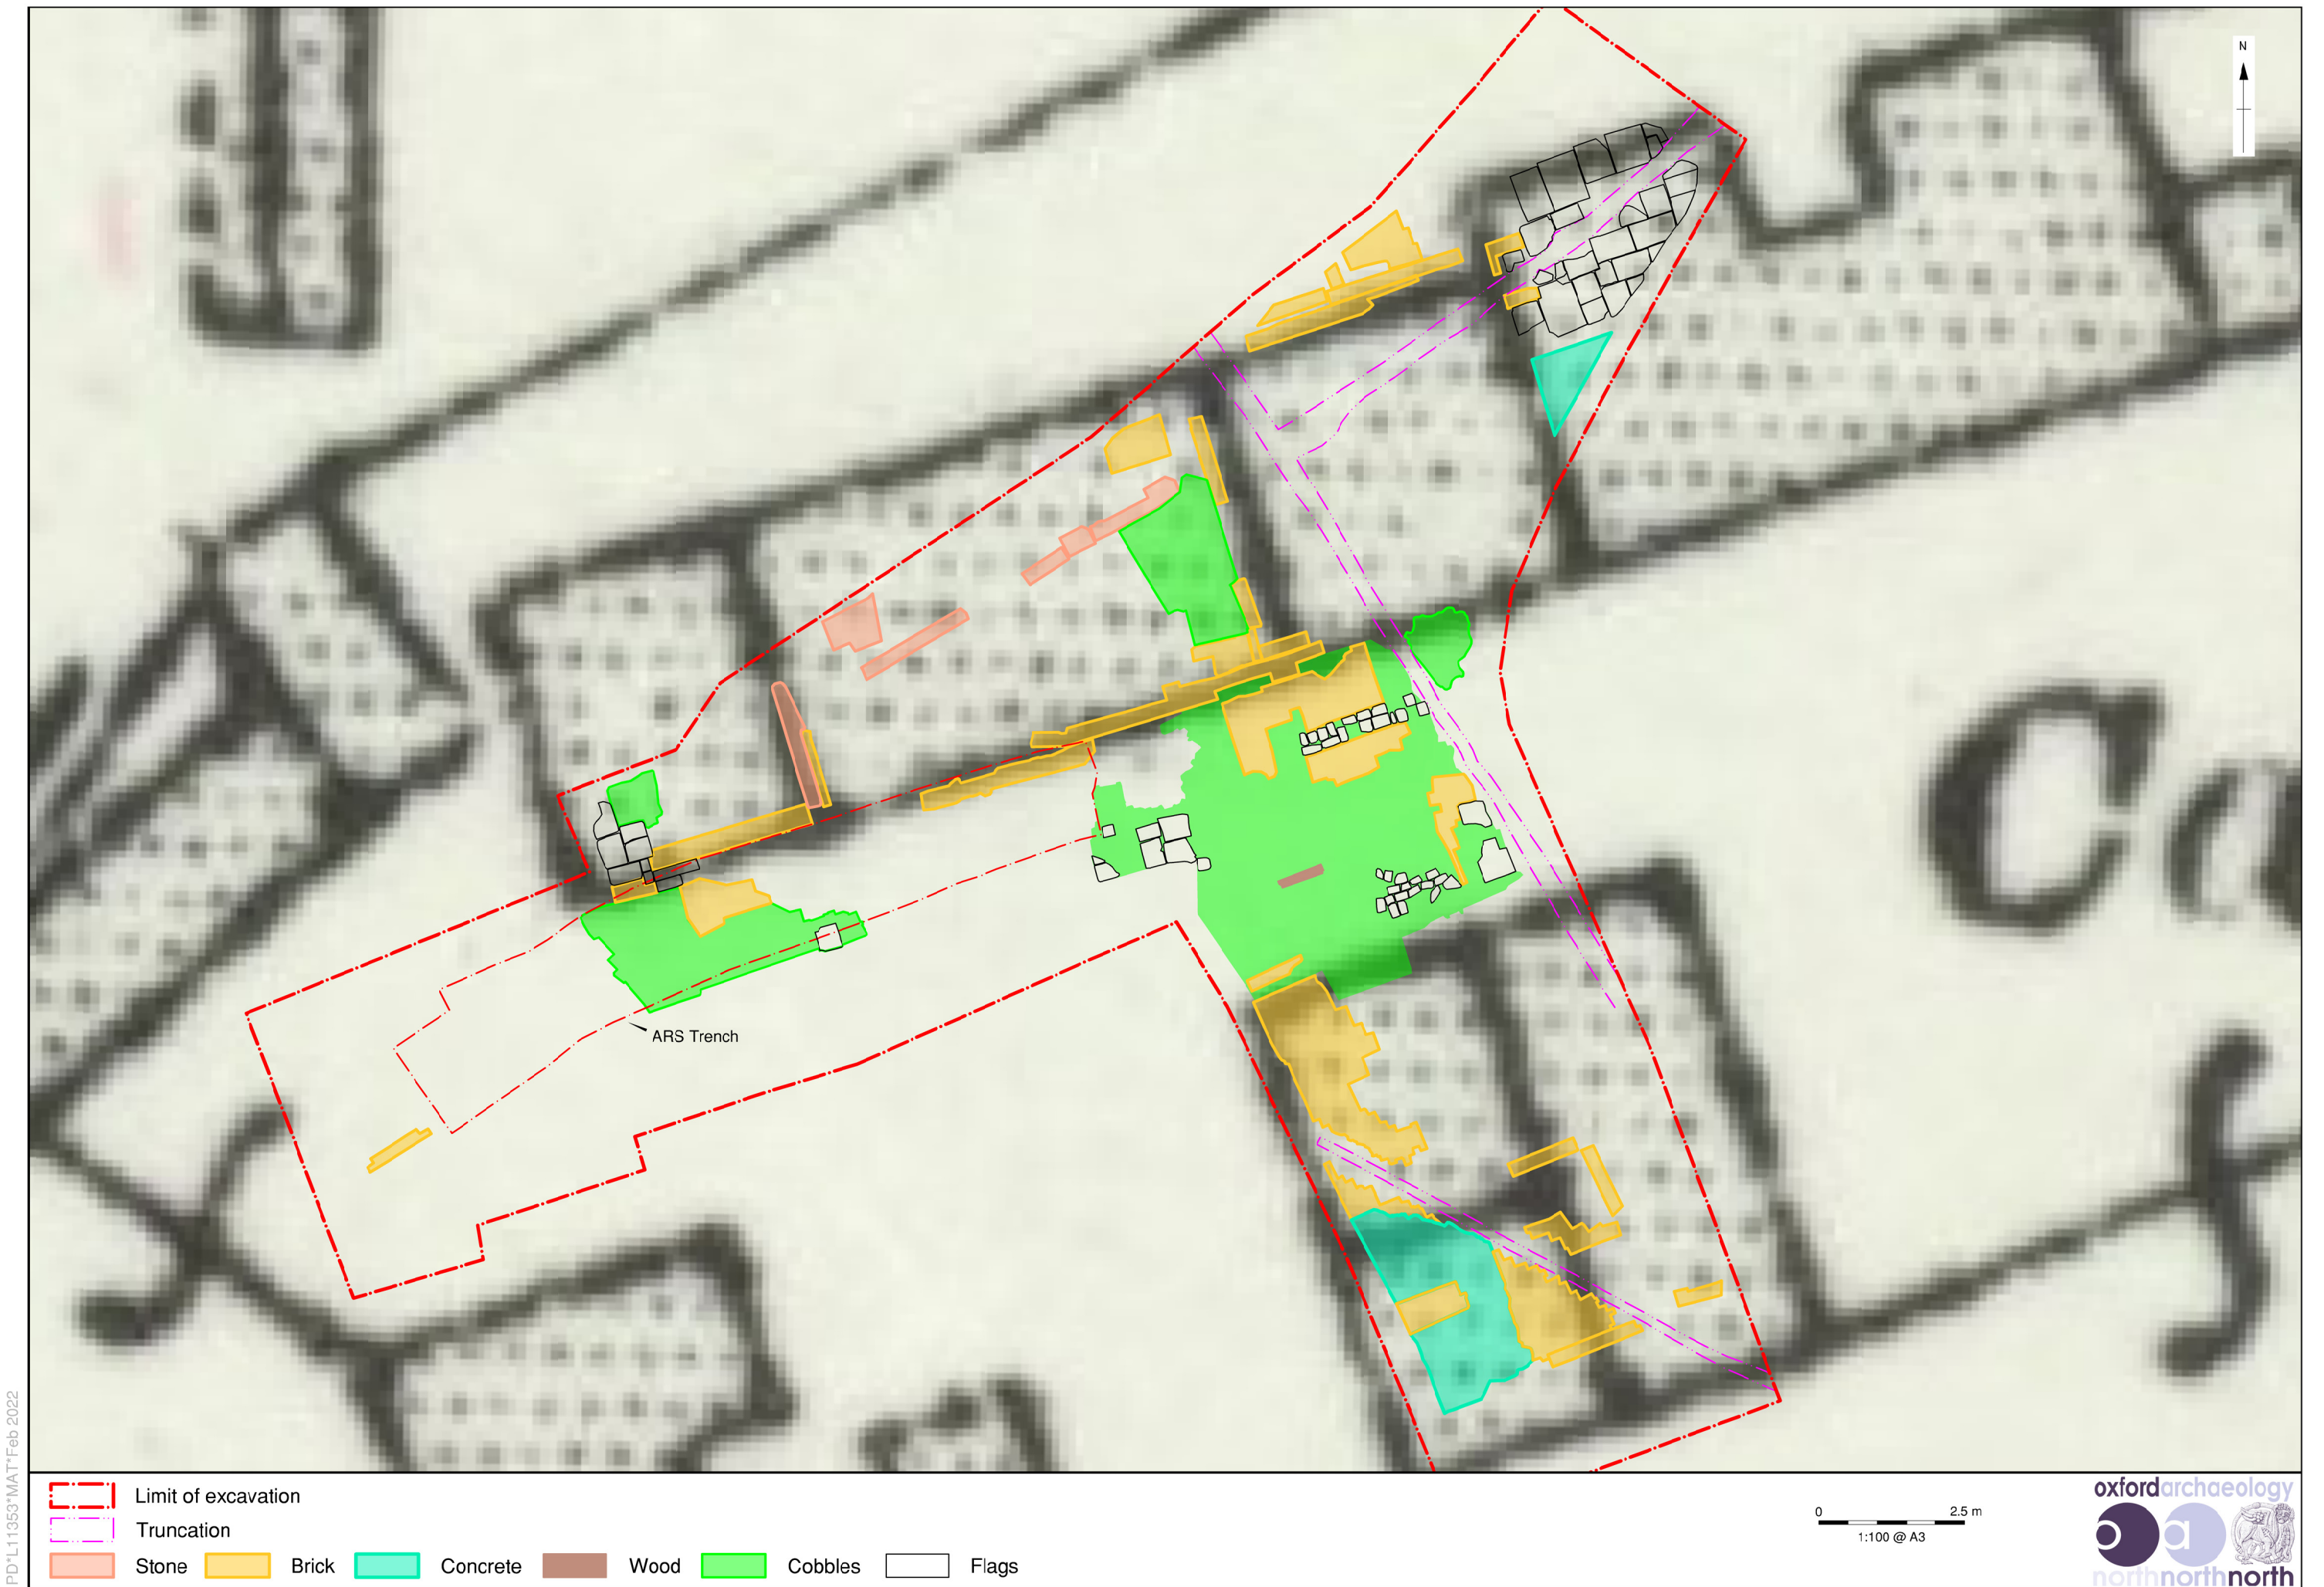 N
Ca
ARS Trench
PD*L11353*MAT*Feb 2022
Limit of excavation
Truncation
Stone
Brick
Concrete
Wood
Cobbles
Flags
0 2.5 m
1:100 @ A3
oxfordarchaeology
o a
northnorthnorth